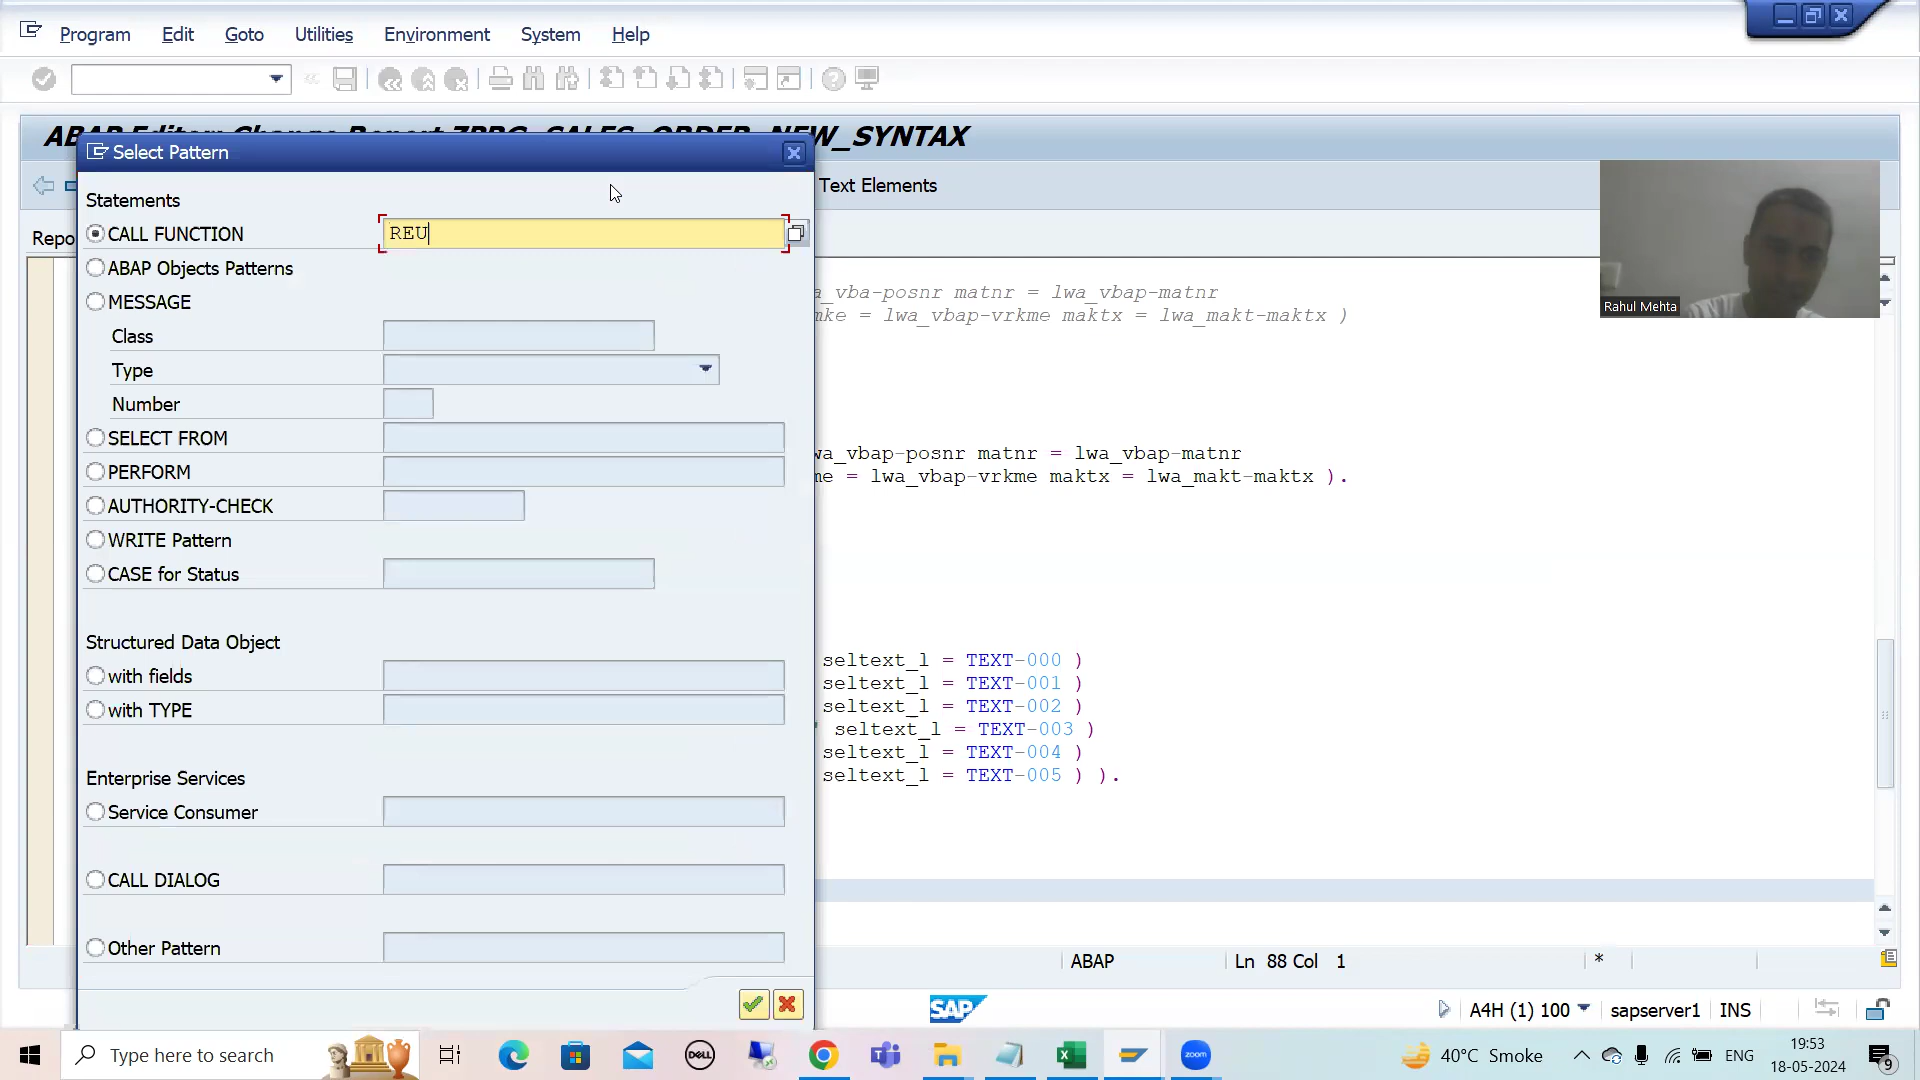 Program Edit Goto Utilities Environment System Help
NEW_SYNTAX
Select Pattern
Text Elements
Statements
CALL FUNCTION REU
Repo
ABAP Objects Patterns
MESSAGE
Class
Type
Number
SELECT FROM
PERFORM
AUTHORITY-CHECK
WRITE Pattern
CASE for Status
Structured Data Object
with fields
with TYPE
Enterprise Services
Service Consumer
CALL DIALOG
Other Pattern
a_vba-posnr matnr = lwa_vbap-matnr
mke = lwa_vbap-vrkme maktx = lwa_makt-maktx )
wa_vbap-posnr matnr = lwa_vbap-matnr
me = lwa_vbap-vrkme maktx = lwa_makt-maktx ).
seltext_l = TEXT-000 )
seltext_l = TEXT-001 )
seltext_l = TEXT-002 )
' seltext_l = TEXT-003 )
seltext_l = TEXT-004 )
seltext_l = TEXT-005 ) ).
Rahul Mehta
ABAP Ln 88 Col 1 *
SAP A4H (1) 100 sapserver1 INS
Type here to search
DELL
zoom
40°C Smoke
ENG
19:53
18-05-2024
9